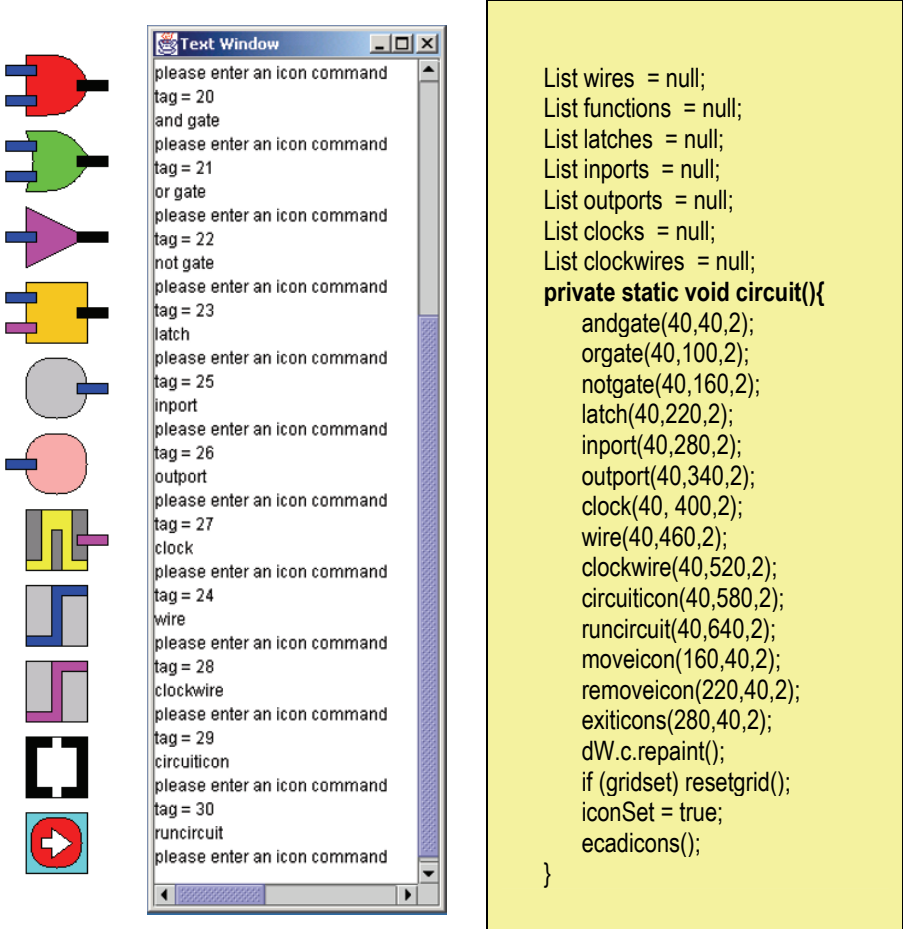 Text Window
please enter an icon command
tag = 20
and gate
please enter an icon command
tag = 21
or gate
please enter an icon command
tag = 22
not gate
please enter an icon command
tag = 23
latch
please enter an icon command
tag = 25
inport
please enter an icon command
tag = 26
outport
please enter an icon command
tag = 27
clock
please enter an icon command
tag = 24
wire
please enter an icon command
tag = 28
clockwire
please enter an icon command
tag = 29
circuiticon
please enter an icon command
tag = 30
runcircuit
please enter an icon command
List wires = null;
List functions = null;
List latches = null;
List inports = null;
List outports = null;
List clocks = null;
List clockwires = null;
private static void circuit(){
andgate(40,40,2);
orgate(40,100,2);
notgate(40,160,2);
latch(40,220,2);
inport(40,280,2);
outport(40,340,2);
clock(40, 400,2);
wire(40,460,2);
clockwire(40,520,2);
circuiticon(40,580,2);
runcircuit(40,640,2);
moveicon(160,40,2);
removeicon(220,40,2);
exiticons(280,40,2);
dW.c.repaint();
if (gridset) resetgrid();
iconSet = true;
ecadicons();
}